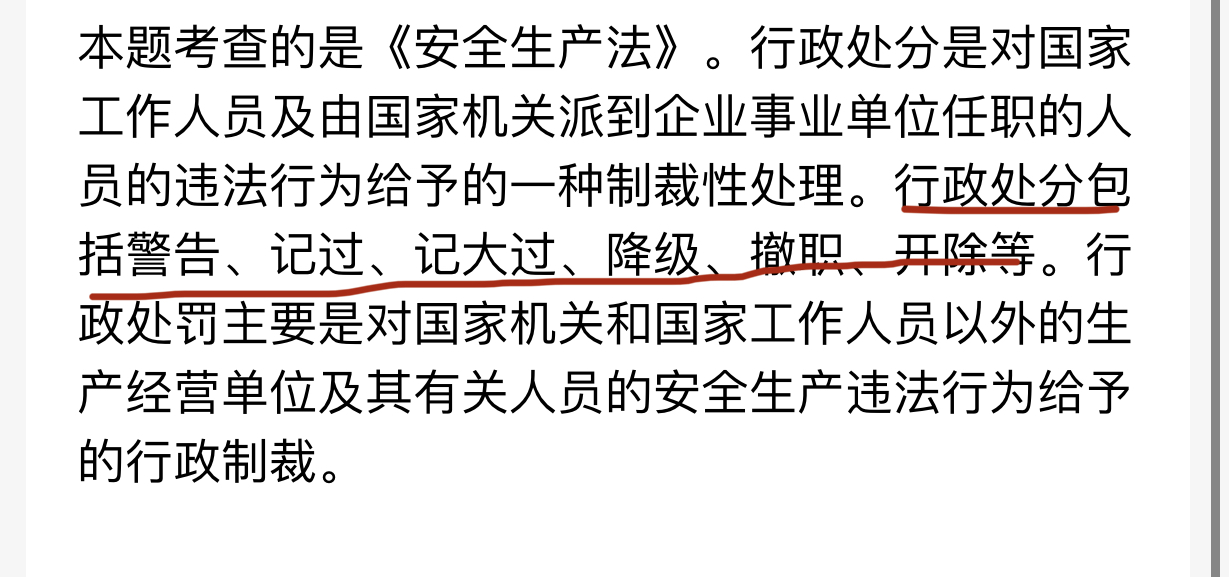 本题考查的是《安全生产法》。行政处分是对国家
工作人员及由国家机关派到企业事业单位任职的人
员的违法行为给予的一种制裁性处理。行政处分包
括警告、记过、记大过、降级、撤职、开除等。行
政处罚主要是对国家机关和国家工作人员以外的生
产经营单位及其有关人员的安全生产违法行为给予
的行政制裁。